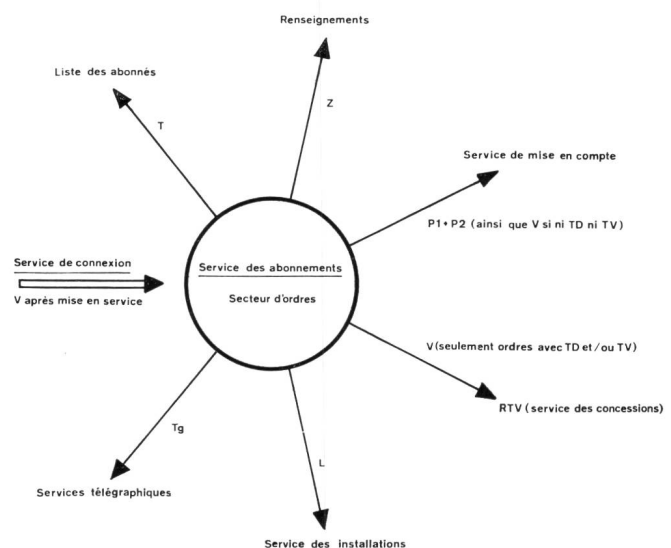 Renseignements
Liste des abonnés
T
Z
Service de mise en compte
P1+P2 (ainsi que V si ni TD ni TV)
Service de connexion
V après mise en service
Service des abonnements
Secteur d'ordres
V (seulement ordres avec TD et/ou TV)
RTV (service des concessions)
Tg
L
Services télégraphiques
Service des installations